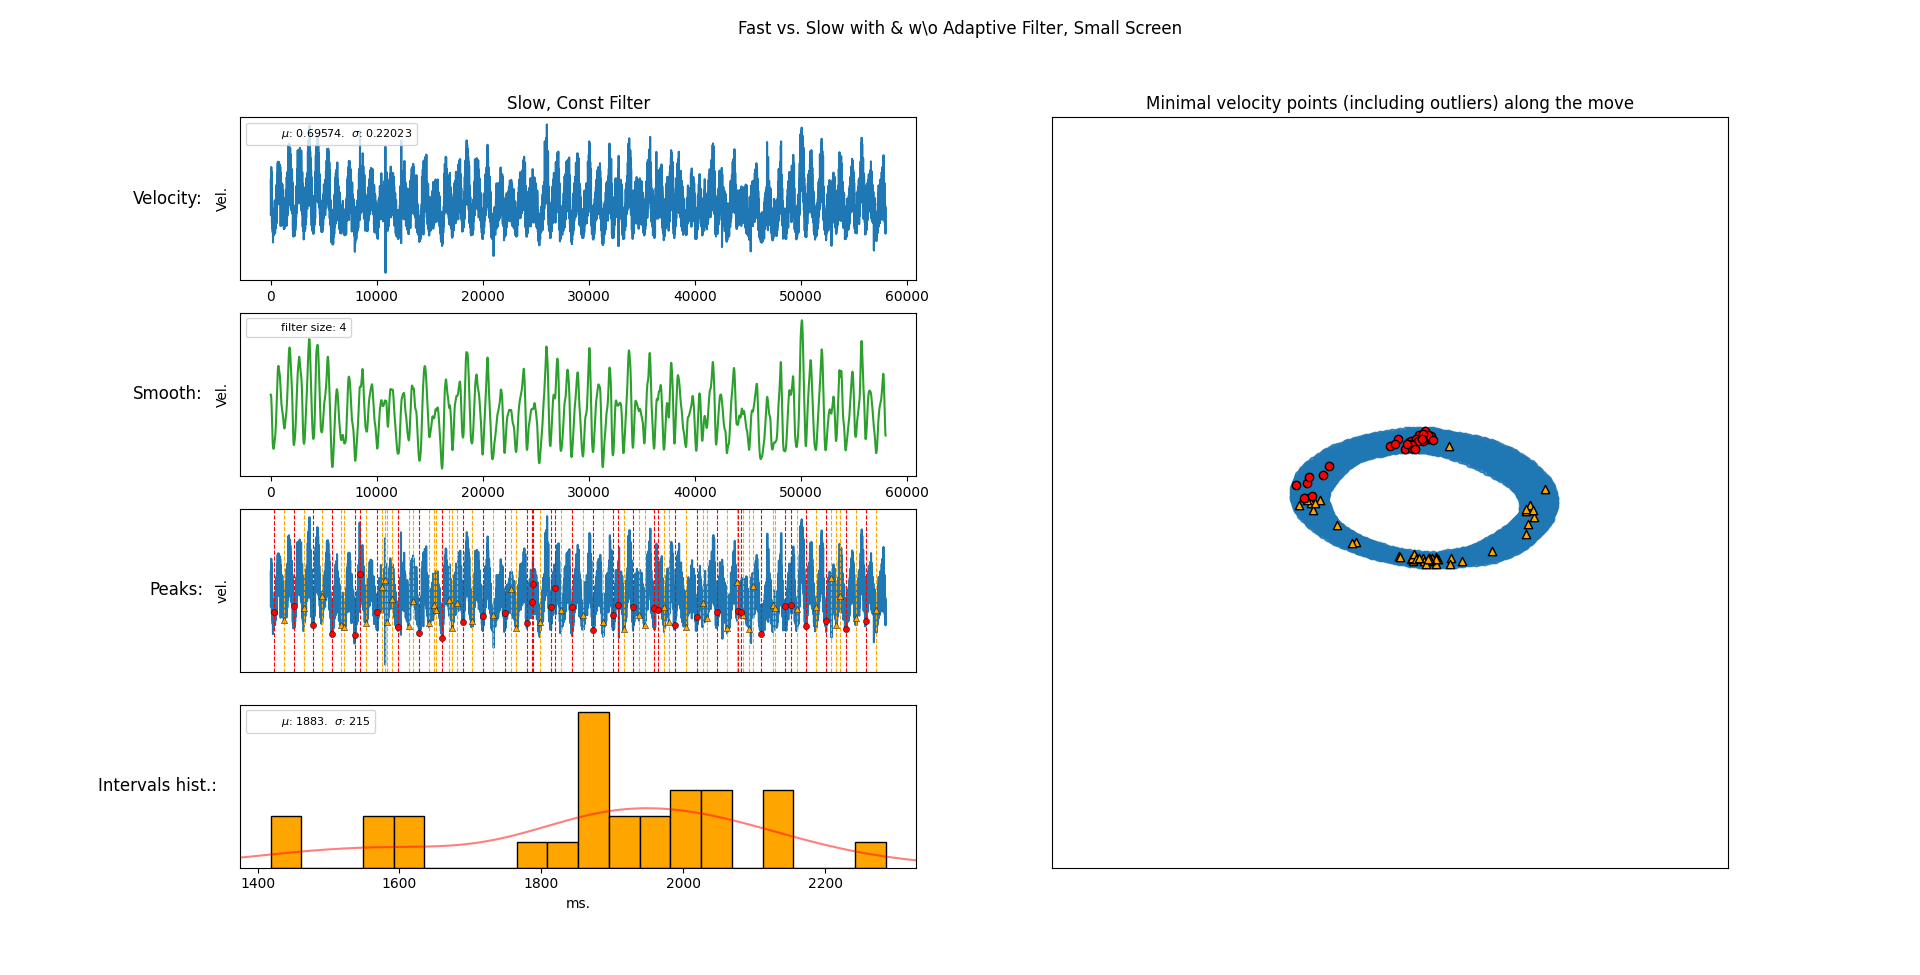 Fast vs. Slow with & w\o Adaptive Filter, Small Screen
Slow, Const Filter
Velocity:
Vel.
μ: 0.69574. σ: 0.22023
0 10000 20000 30000 40000 50000 60000
Smooth:
Vel.
filter size: 4
0 10000 20000 30000 40000 50000 60000
Peaks:
vel.
Intervals hist.:
μ: 1883. σ: 215
1400 1600 1800 2000 2200
ms.
Minimal velocity points (including outliers) along the move